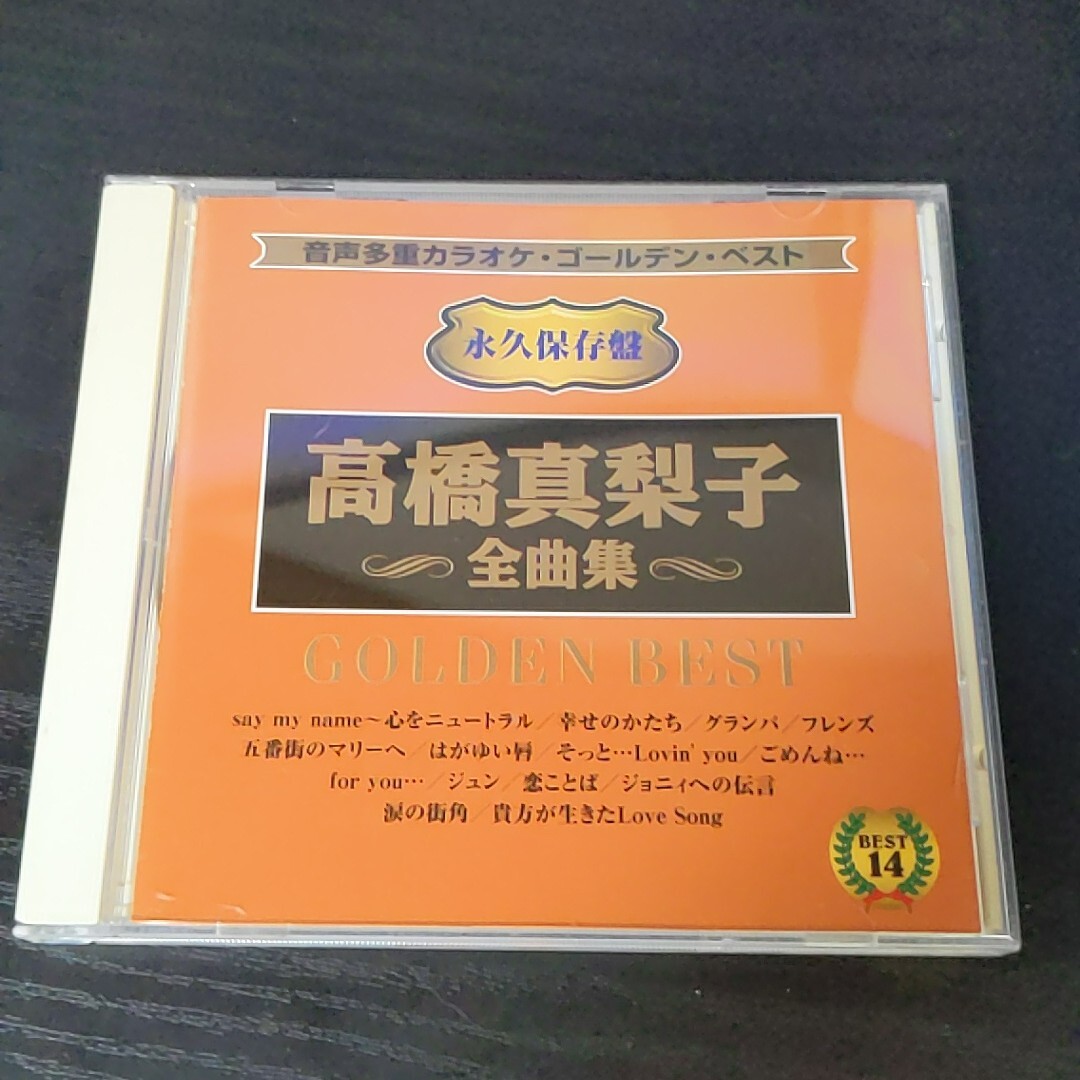 音声多重カラオケ・ゴールデン・ベスト
永久保存盤
高橋真梨子
全曲集
GOLDEN BEST
say my name～心をニュートラル／幸せのかたち／グランパ／フレンズ
五番街のマリーへ／はがゆい唇／そっと…Lovin' you／ごめんね…
for you…／ジュン／恋ことば／ジョニィへの伝言
涙の街角／貴方が生きたLove Song
BEST
14